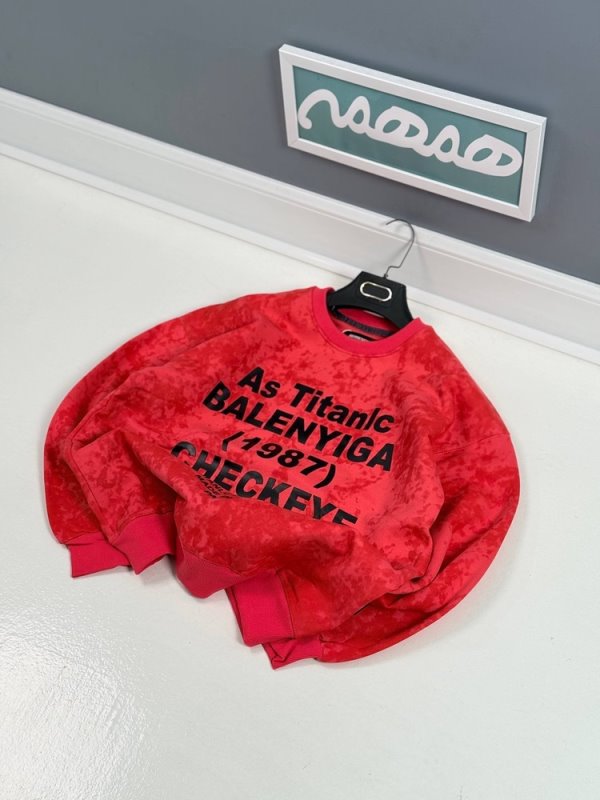 As TitanIc
BALENYIGA
(1987)
CHECKEYE